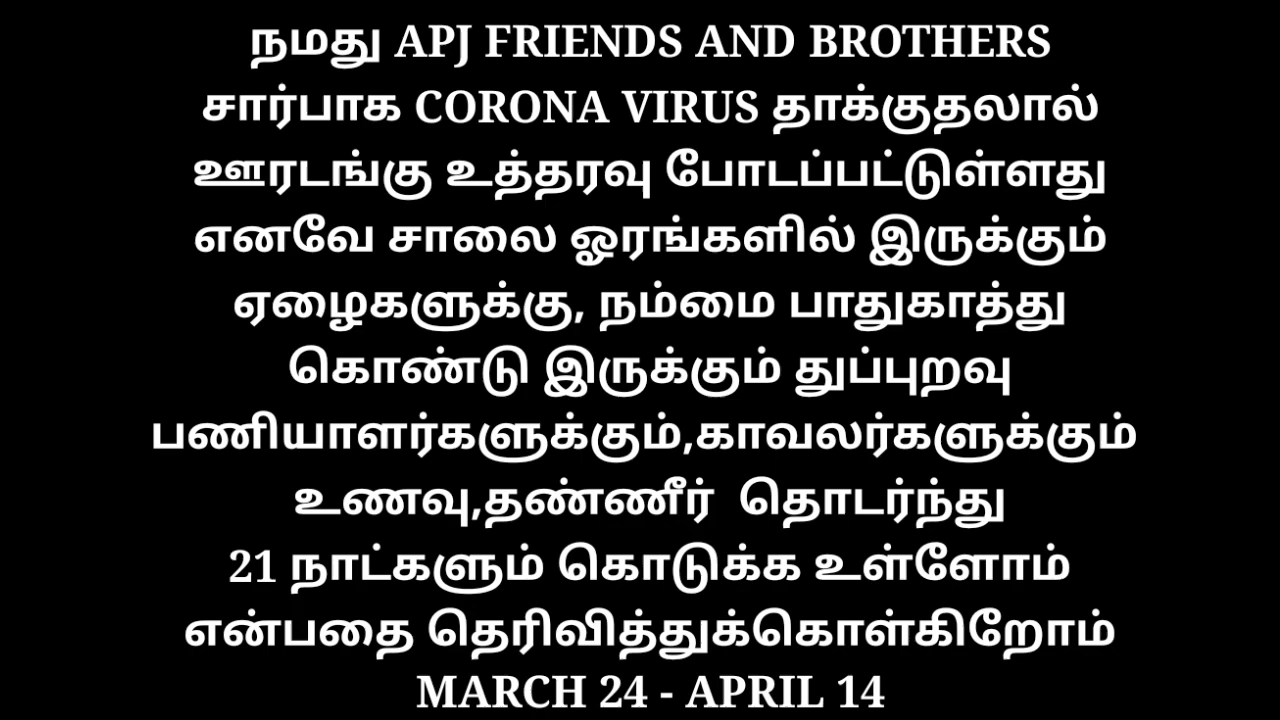 நமது APJ FRIENDS AND BROTHERS
சார்பாக CORONA VIRUS தாக்குதலால்
ஊரடங்கு உத்தரவு போடப்பட்டுள்ளது
எனவே சாலை ஓரங்களில் இருக்கும்
ஏழைகளுக்கு, நம்மை பாதுகாத்து
கொண்டு இருக்கும் துப்புறவு
பணியாளர்களுக்கும்,காவலர்களுக்கும்
உணவு,தண்ணீர் தொடர்ந்து
21 நாட்களும் கொடுக்க உள்ளோம்
என்பதை தெரிவித்துக்கொள்கிறோம்
MARCH 24 - APRIL 14